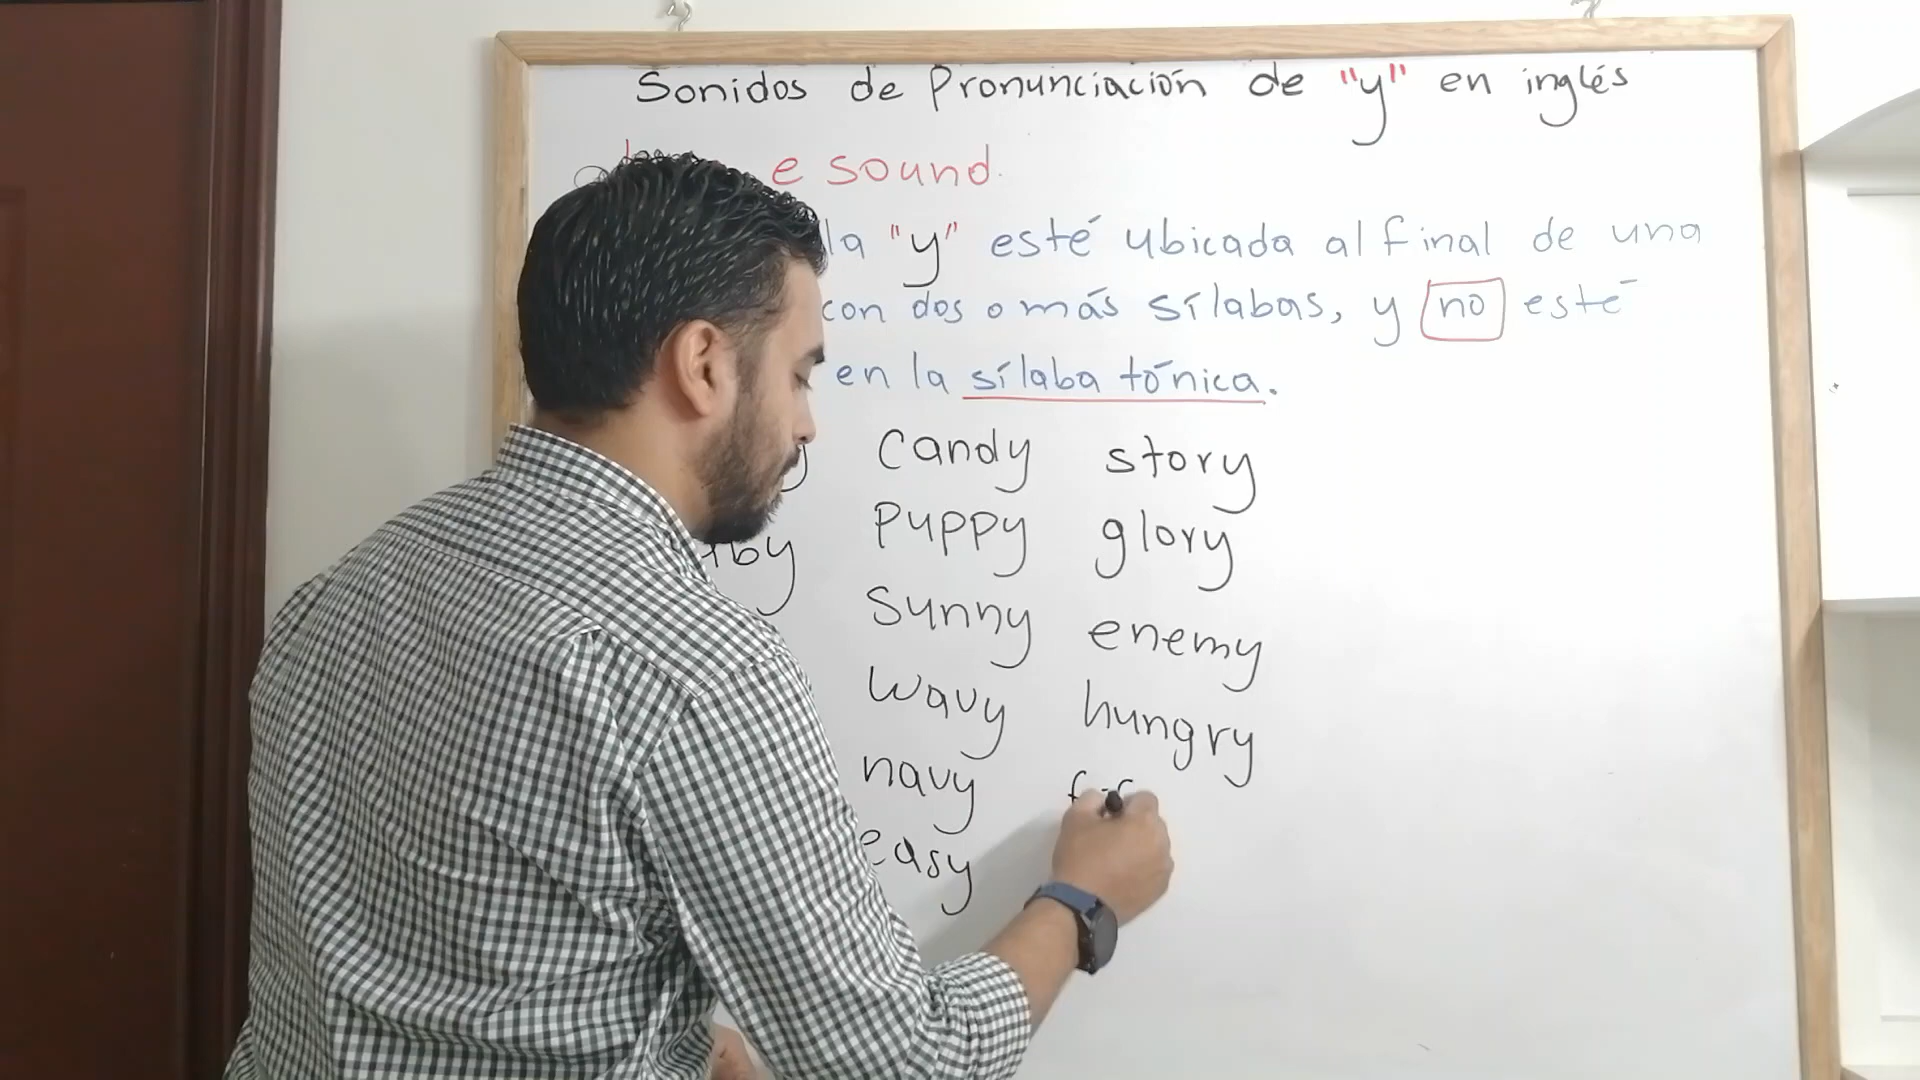 Sonidos de Pronunciación de "y" en inglés
e sound.
la "y" esté ubicada al final de una
con dos o más sílabas, y no esté
en la sílaba tónica.
candy story
puppy glory
sunny enemy
wavy hungry
navy
easy